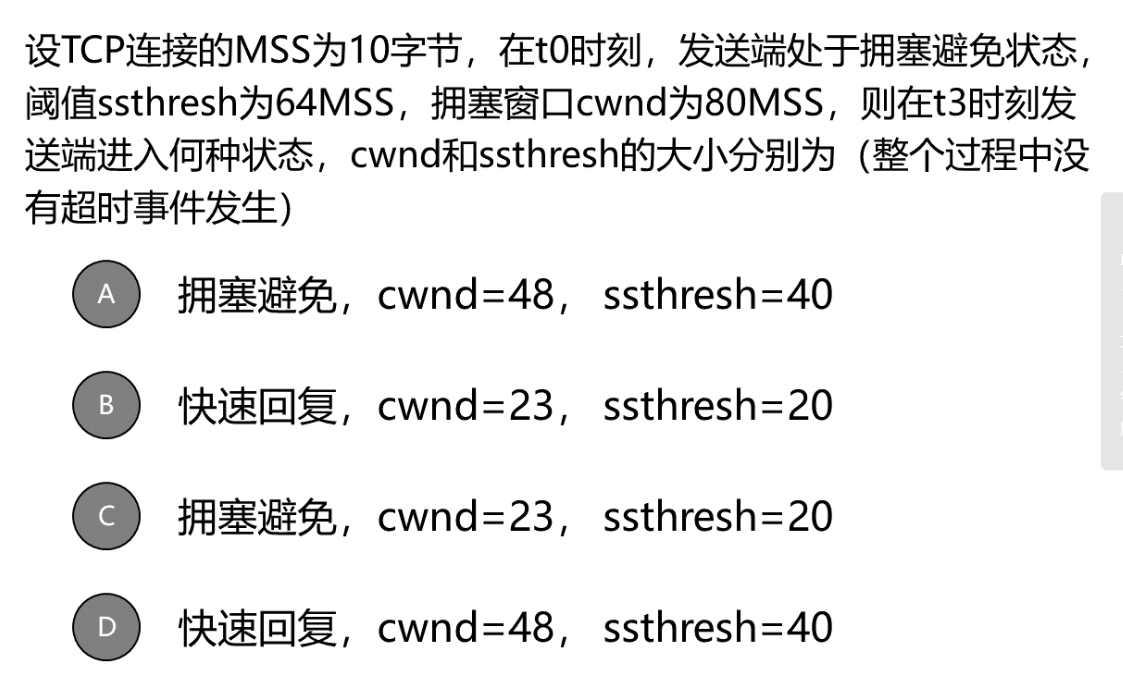 设TCP连接的MSS为10字节，在t0时刻，发送端处于拥塞避免状态，
阈值ssthresh为64MSS，拥塞窗口cwnd为80MSS，则在t3时刻发
送端进入何种状态，cwnd和ssthresh的大小分别为（整个过程中没
有超时事件发生）
A 拥塞避免，cwnd=48， ssthresh=40
B 快速回复，cwnd=23， ssthresh=20
C 拥塞避免，cwnd=23， ssthresh=20
D 快速回复，cwnd=48， ssthresh=40